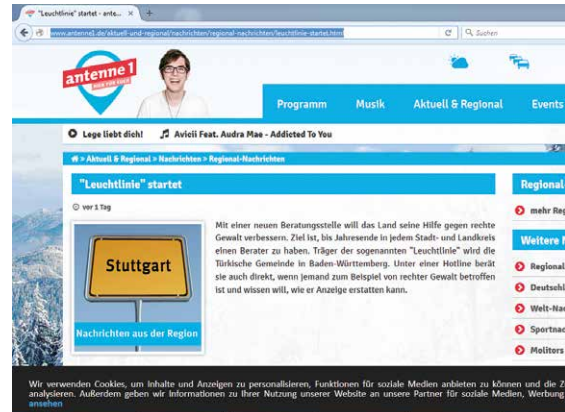 "Leuchtlinie" startet - ante...
www.antenne1.de/aktuell-und-regional/nachrichten/regional-nachrichten/leuchtlinie-startet.html
Suchen
antenne 1
Programm Musik Aktuell & Regional Events
Lege liebt dich! Avicii Feat. Audra Mae - Addicted To You
> Aktuell & Regional > Nachrichten > Regional-Nachrichten
"Leuchtlinie" startet
Regional
vor 1 Tag
mehr Reg
Mit einer neuen Beratungsstelle will das Land seine Hilfe gegen rechte
Gewalt verbessern. Ziel ist, bis Jahresende in jedem Stadt- und Landkreis
einen Berater zu haben. Träger der sogenannten "Leuchtlinie" wird die
Türkische Gemeinde in Baden-Württemberg. Unter einer Hotline berät
sie auch direkt, wenn jemand zum Beispiel von rechter Gewalt betroffen
ist und wissen will, wie er Anzeige erstatten kann.
Stuttgart
Nachrichten aus der Region
Weitere N
Regional
Deutschl
Welt-Nac
Sportnac
Molitors
Wir verwenden Cookies, um Inhalte und Anzeigen zu personalisieren, Funktionen für soziale Medien anbieten zu können und die Z
analysieren. Außerdem geben wir Informationen zu Ihrer Nutzung unserer Website an unsere Partner für soziale Medien, Werbung
ansehen